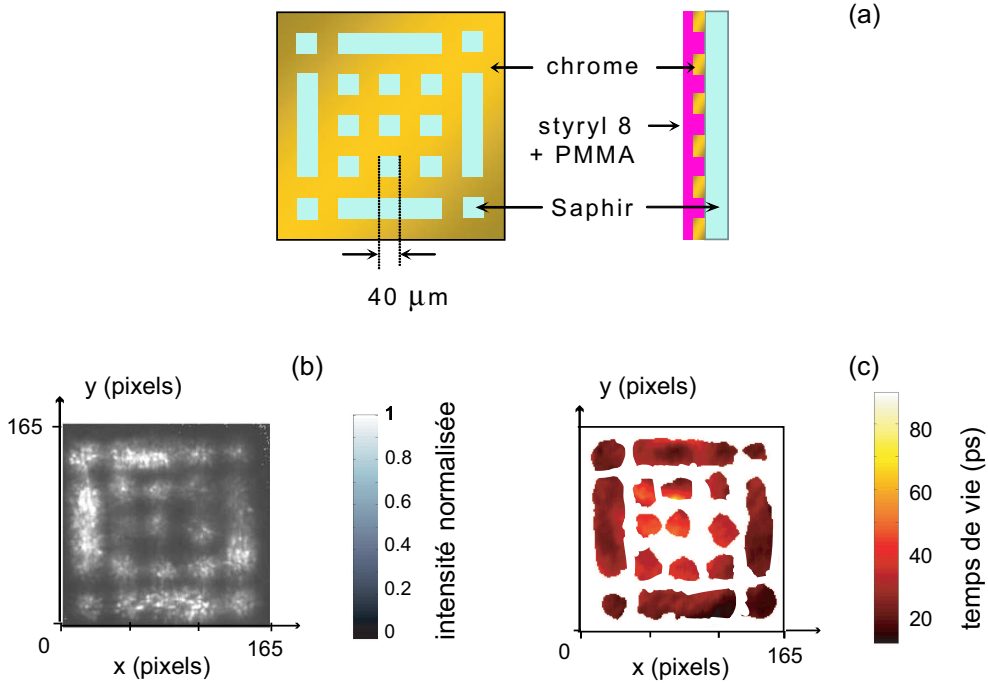 (a)
chrome
styryl 8
+ PMMA
Saphir
40 μm
(b)
y (pixels)
165
0
x (pixels)
165
1
0.8
0.6
0.4
0.2
0
intensité normalisée
(c)
y (pixels)
165
0
x (pixels)
165
80
60
40
20
temps de vie (ps)